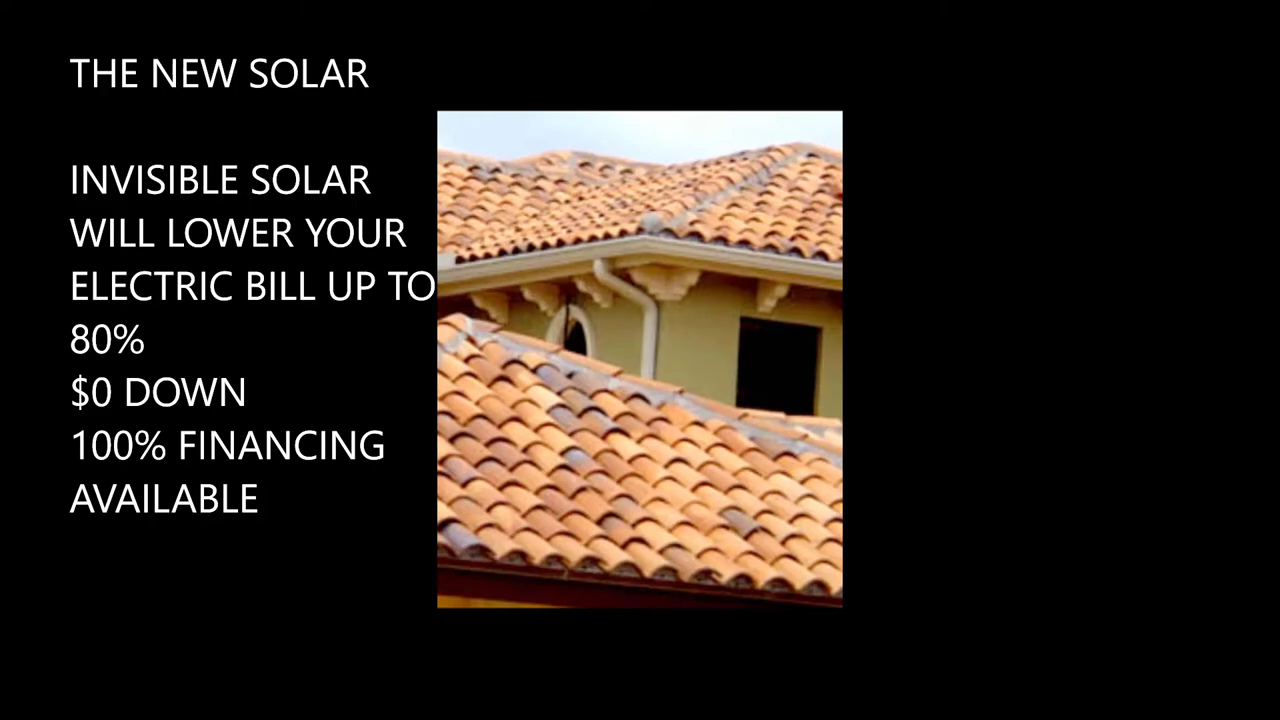 THE NEW SOLAR
INVISIBLE SOLAR
WILL LOWER YOUR
ELECTRIC BILL UP TO
80%
$0 DOWN
100% FINANCING
AVAILABLE